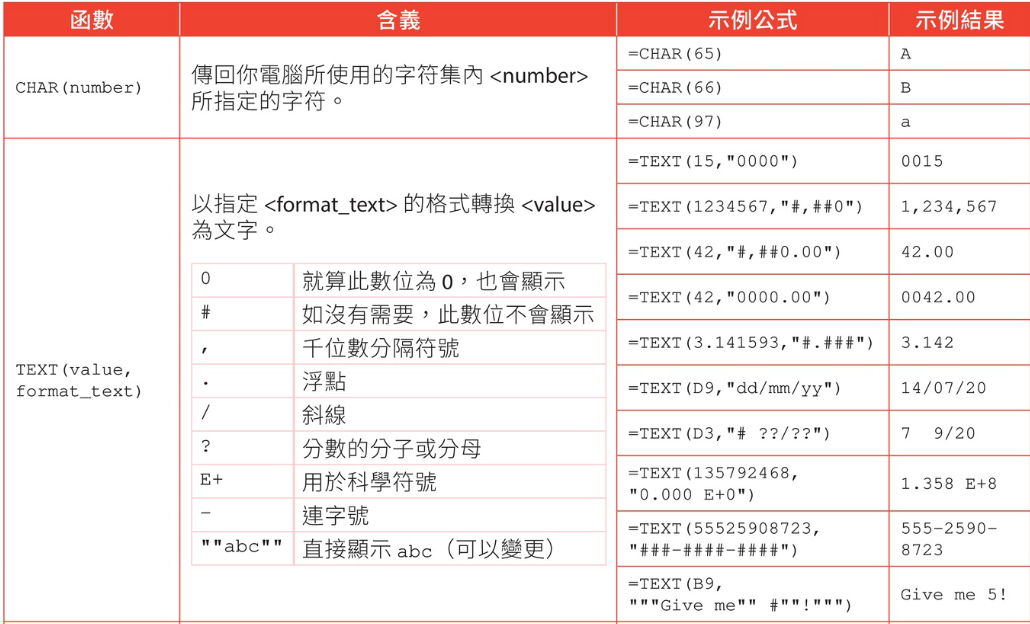 函數 含義 示例公式 示例結果
CHAR(number)
傳回你電腦所使用的字符集內 <number>
所指定的字符。
=CHAR(65) A
=CHAR(66) B
=CHAR(97) a
TEXT(value,
format_text)
以指定 <format_text> 的格式轉換 <value>
為文字。
0 就算此數位為 0，也會顯示
# 如沒有需要，此數位不會顯示
, 千位數分隔符號
. 浮點
/ 斜線
? 分數的分子或分母
E+ 用於科學符號
- 連字號
""abc"" 直接顯示 abc（可以變更）
=TEXT(15,"0000") 0015
=TEXT(1234567,"#,##0") 1,234,567
=TEXT(42,"#,##0.00") 42.00
=TEXT(42,"0000.00") 0042.00
=TEXT(3.141593,"#.###") 3.142
=TEXT(D9,"dd/mm/yy") 14/07/20
=TEXT(D3,"# ??/??") 7  9/20
=TEXT(135792468,
"0.000 E+0")
1.358 E+8
=TEXT(55525908723,
"###-####-####")
555-2590-
8723
=TEXT(B9,
"""Give me"" #""!""")
Give me 5!